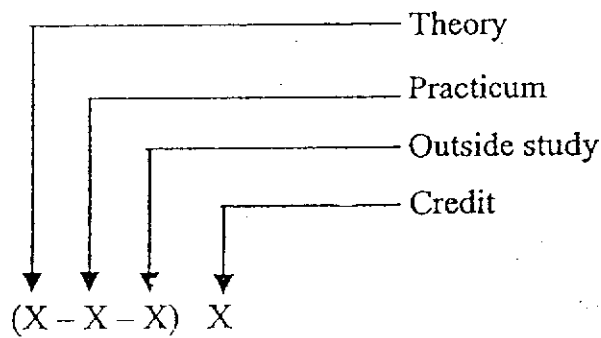 Theory
Practicum
Outside study
Credit
(X – X – X) X